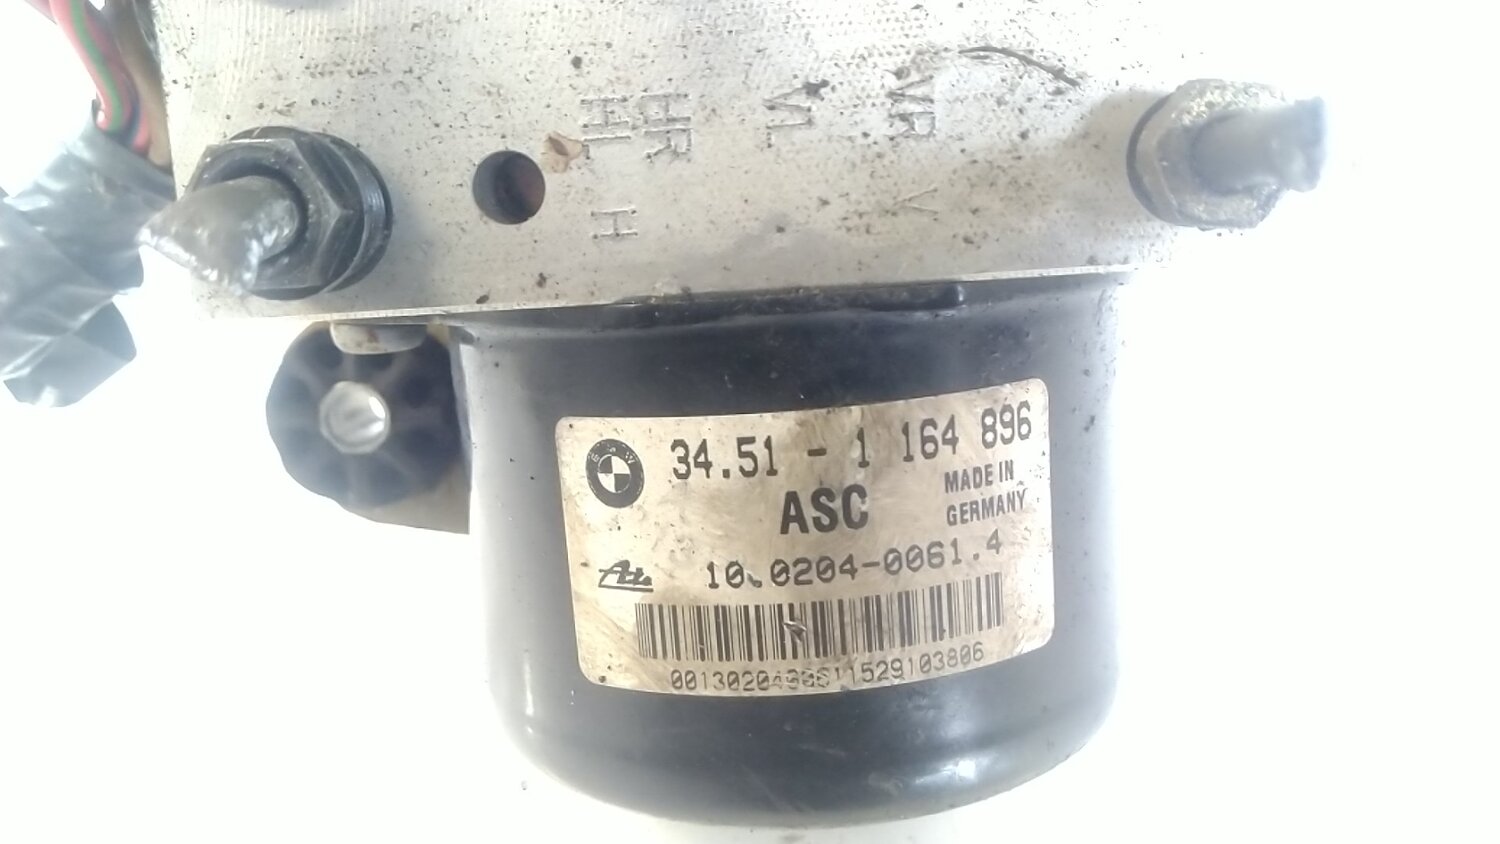 HL HR VL VR
H V
34.51 - 1 164 896
ASC MADE IN
GERMANY
Ate 10.0204-0061.4